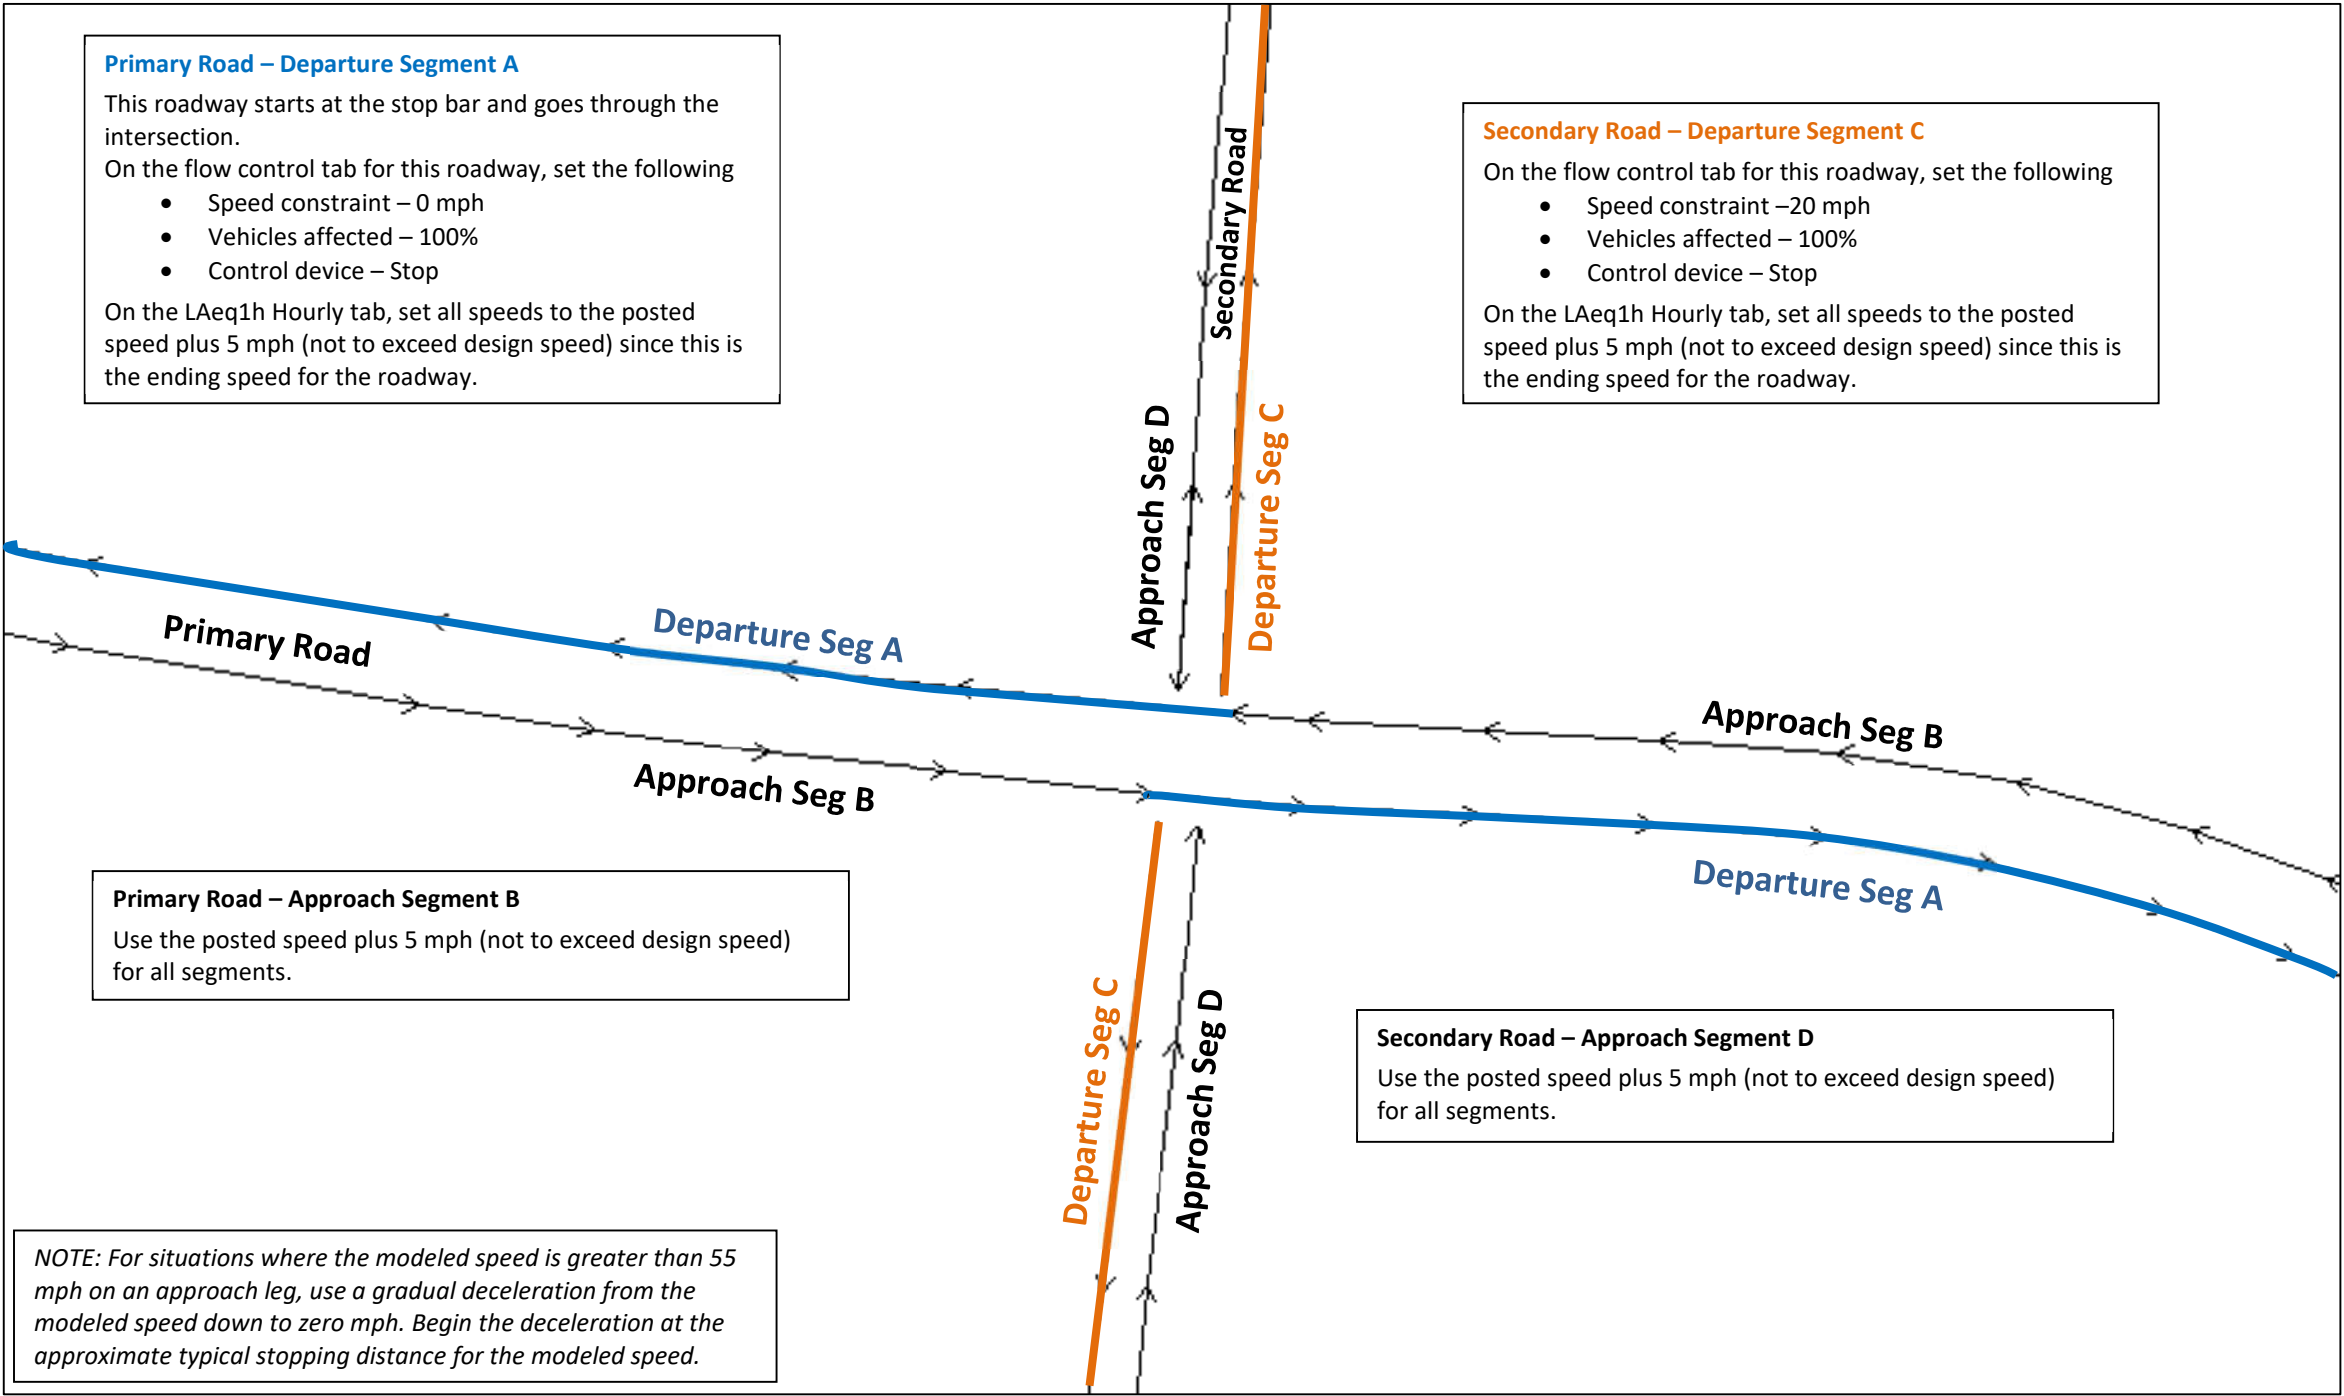 Primary Road – Departure Segment A
This roadway starts at the stop bar and goes through the
intersection.
On the flow control tab for this roadway, set the following
• Speed constraint – 0 mph
• Vehicles affected – 100%
• Control device – Stop
On the LAeq1h Hourly tab, set all speeds to the posted
speed plus 5 mph (not to exceed design speed) since this is
the ending speed for the roadway.
Secondary Road
Secondary Road – Departure Segment C
On the flow control tab for this roadway, set the following
• Speed constraint –20 mph
• Vehicles affected – 100%
• Control device – Stop
On the LAeq1h Hourly tab, set all speeds to the posted
speed plus 5 mph (not to exceed design speed) since this is
the ending speed for the roadway.
Approach Seg D
Departure Seg C
Primary Road
Departure Seg A
Approach Seg B
Approach Seg B
Departure Seg A
Primary Road – Approach Segment B
Use the posted speed plus 5 mph (not to exceed design speed)
for all segments.
Departure Seg C
Approach Seg D
Secondary Road – Approach Segment D
Use the posted speed plus 5 mph (not to exceed design speed)
for all segments.
NOTE: For situations where the modeled speed is greater than 55
mph on an approach leg, use a gradual deceleration from the
modeled speed down to zero mph. Begin the deceleration at the
approximate typical stopping distance for the modeled speed.